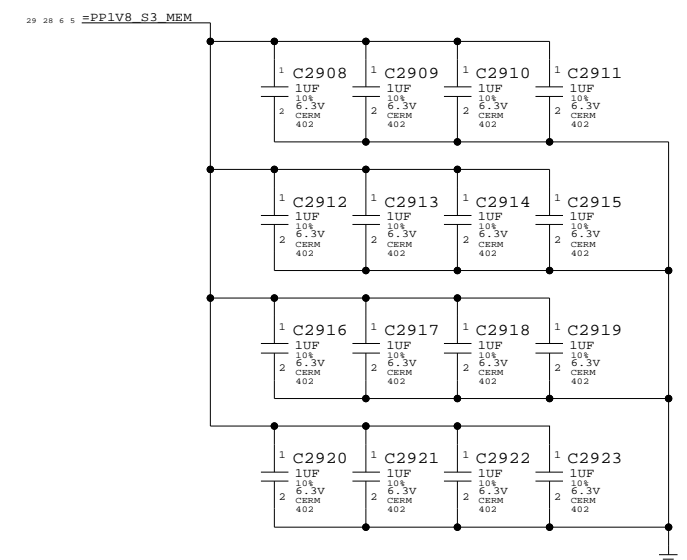 29 28 6 5 =PP1V8_S3_MEM
1 C2908 1 C2909 1 C2910 1 C2911
1UF 1UF 1UF 1UF
10% 10% 10% 10%
2 6.3V 2 6.3V 2 6.3V 2 6.3V
CERM CERM CERM CERM
402 402 402 402
1 C2912 1 C2913 1 C2914 1 C2915
1UF 1UF 1UF 1UF
10% 10% 10% 10%
2 6.3V 2 6.3V 2 6.3V 2 6.3V
CERM CERM CERM CERM
402 402 402 402
1 C2916 1 C2917 1 C2918 1 C2919
1UF 1UF 1UF 1UF
10% 10% 10% 10%
2 6.3V 2 6.3V 2 6.3V 2 6.3V
CERM CERM CERM CERM
402 402 402 402
1 C2920 1 C2921 1 C2922 1 C2923
1UF 1UF 1UF 1UF
10% 10% 10% 10%
2 6.3V 2 6.3V 2 6.3V 2 6.3V
CERM CERM CERM CERM
402 402 402 402